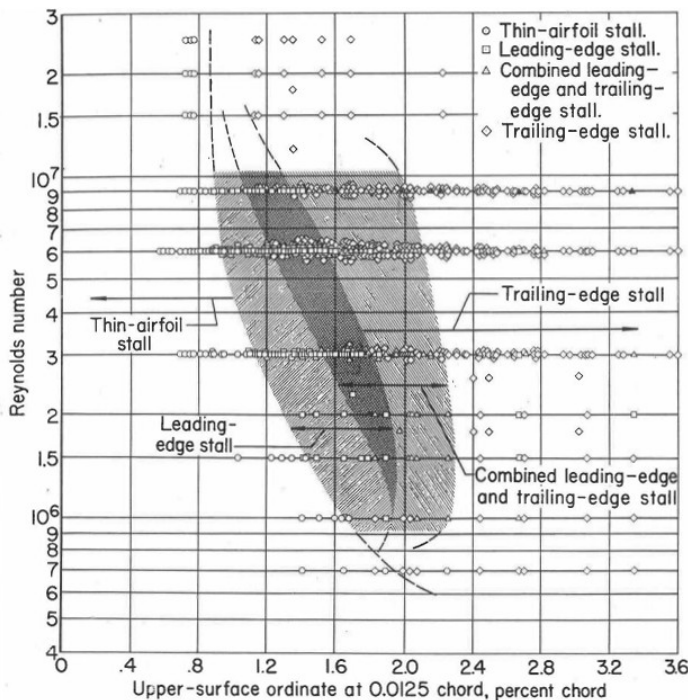 3
2
1.5
10⁷
9
8
7
6
5
4
3
2
1.5
10⁶
9
8
7
6
5
4
Reynolds number
Thin-airfoil stall.
Leading-edge stall.
Combined leading-
edge and trailing-
edge stall.
Trailing-edge stall.
Trailing-edge stall
Thin-airfoil
stall
Leading-
edge stall
Combined leading-edge
and trailing-edge stall
0 .4 .8 1.2 1.6 2.0 2.4 2.8 3.2 3.6
Upper-surface ordinate at 0.0125 chord, percent chord